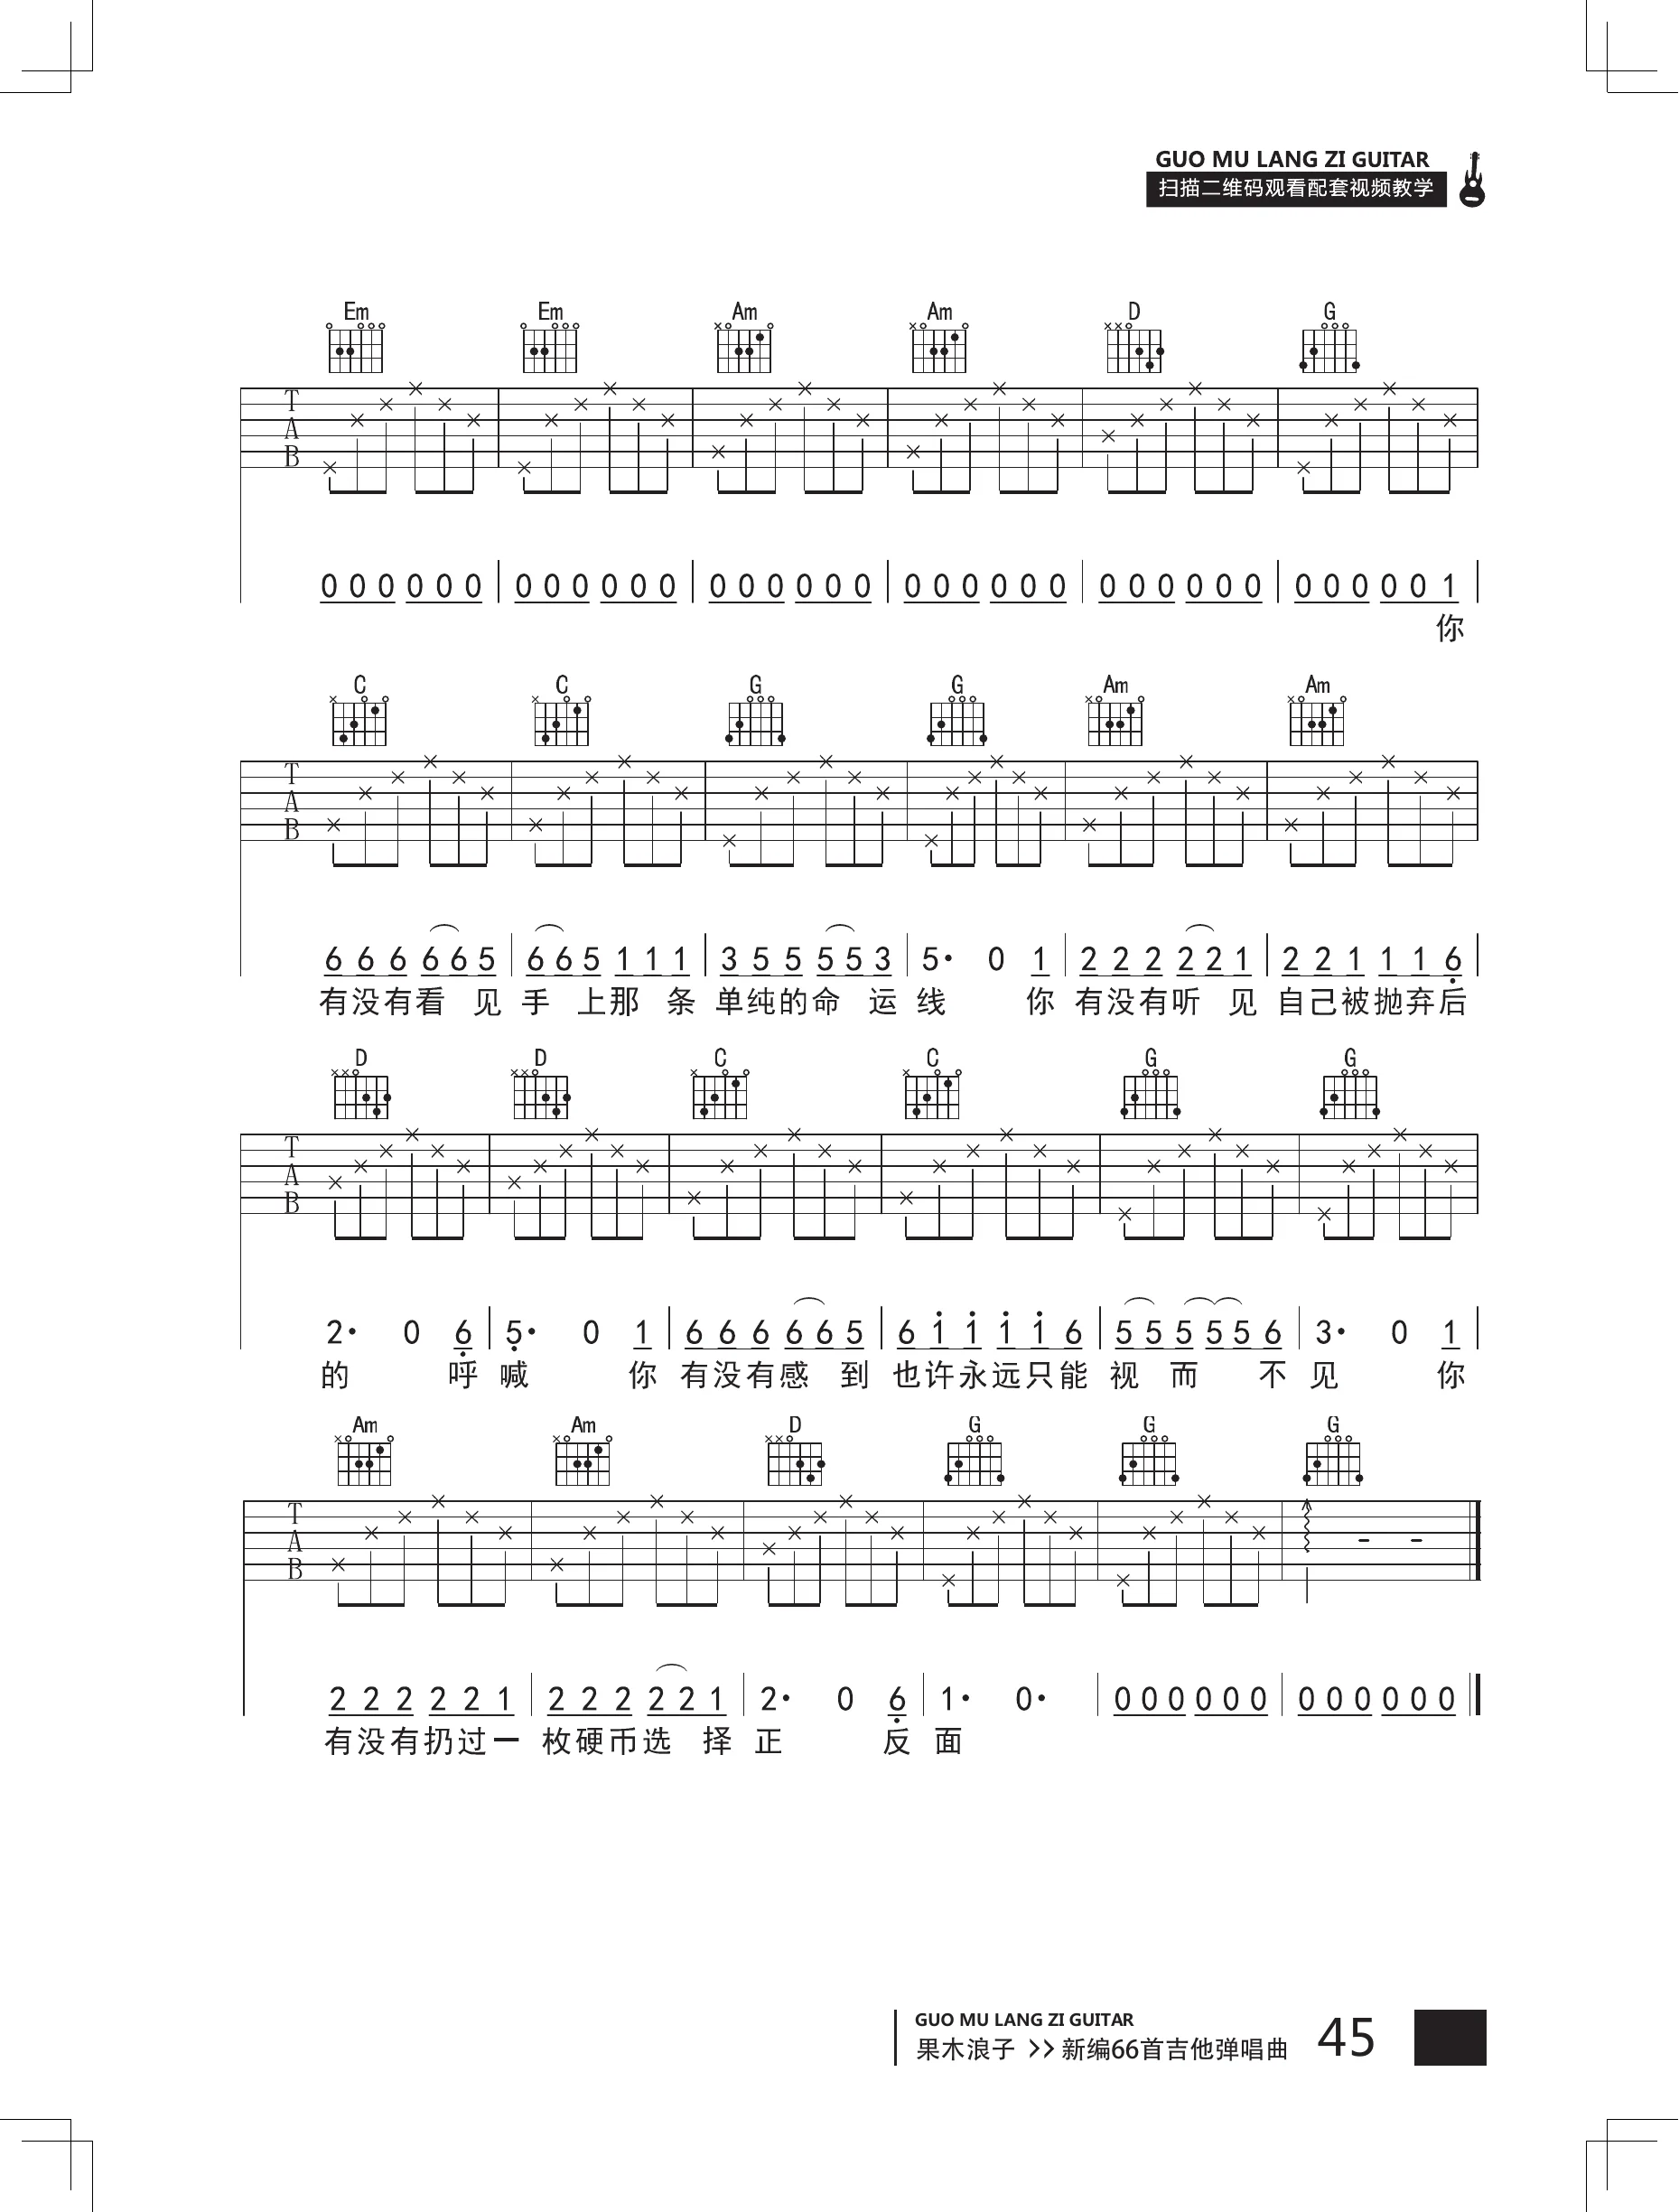 GUO MU LANG ZI GUITAR
扫描二维码观看配套视频教学
Em Em Am Am D G
T
A
B
0 0 0 0 0 0 0 0 0 0 0 0 0 0 0 0 0 0 0 0 0 0 0 0 0 0 0 0 0 0 0 0 0 0 0 1
你
C C G G Am Am
T
A
B
6 6 6 6 6 5 6 6 5 1 1 1 3 5 5 5 5 3 5· 0 1 2 2 2 2 2 1 2 2 1 1 1 6
有没有看 见 手 上那 条 单纯的命 运 线 你 有没有听 见 自己被抛弃后
D D C C G G
T
A
B
2· 0 6 5· 0 1 6 6 6 6 6 5 6 1 1 1 1 6 5 5 5 5 5 6 3· 0 1
的 呼 喊 你 有没有感 到 也许永远只能 视 而 不 见 你
Am Am D G G G
T
A
B
2 2 2 2 2 1 2 2 2 2 2 1 2· 0 6 1· 0· 0 0 0 0 0 0 0 0 0 0 0 0
有没有扔过一 枚硬币选 择 正 反 面
GUO MU LANG ZI GUITAR
果木浪子 >> 新编66首吉他弹唱曲 45